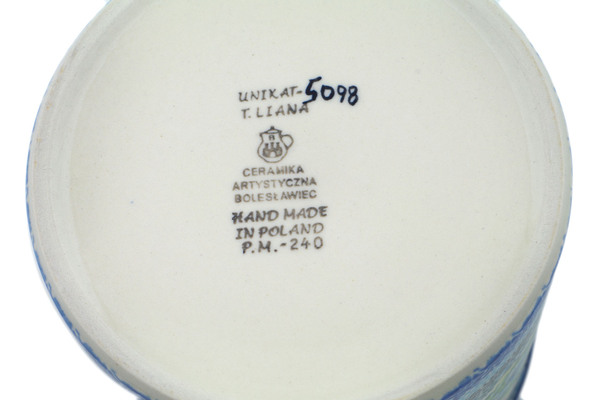 UNIKAT-5098
T. LIANA
CERAMIKA
ARTYSTYCZNA
BOLESŁAWIEC
HAND MADE
IN POLAND
P.M.-240